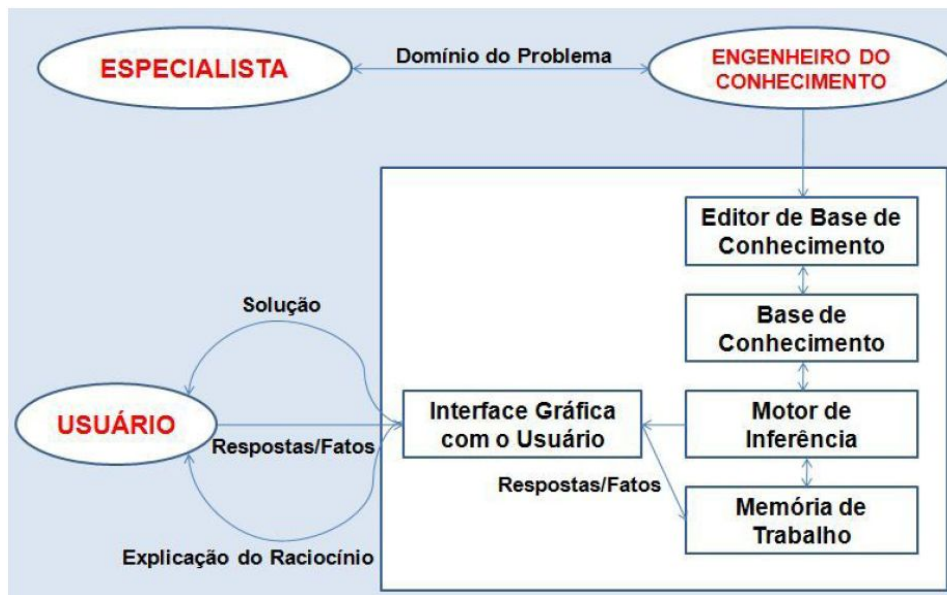 ESPECIALISTA
Domínio do Problema
ENGENHEIRO DO
CONHECIMENTO
Editor de Base de
Conhecimento
Solução
Base de
Conhecimento
USUÁRIO
Respostas/Fatos
Interface Gráfica
com o Usuário
Motor de
Inferência
Respostas/Fatos
Memória de
Trabalho
Explicação do Raciocínio